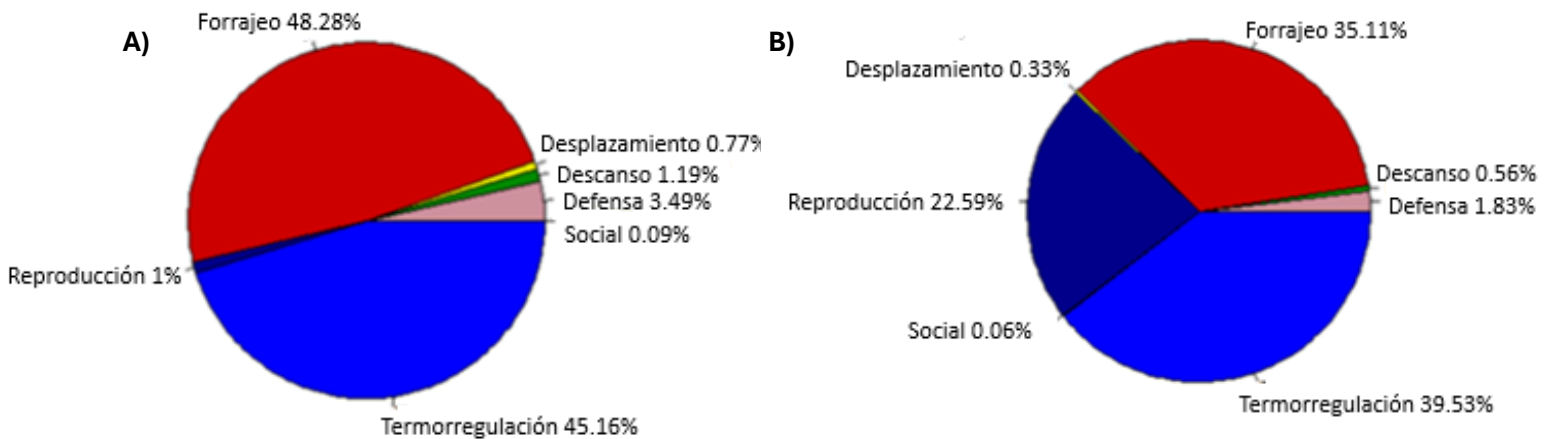 A)
Forrajeo 48.28%
Desplazamiento 0.77%
Descanso 1.19%
Defensa 3.49%
Social 0.09%
Reproducción 1%
Termorregulación 45.16%
B)
Forrajeo 35.11%
Desplazamiento 0.33%
Descanso 0.56%
Reproducción 22.59%
Defensa 1.83%
Social 0.06%
Termorregulación 39.53%